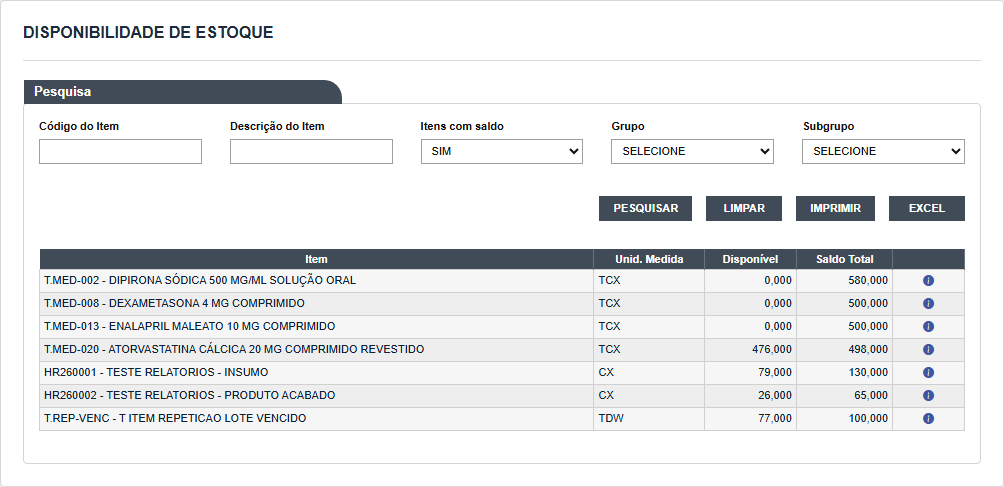 DISPONIBILIDADE DE ESTOQUE
Pesquisa
Código do Item Descrição do Item Itens com saldo Grupo Subgrupo
SIM SELECIONE SELECIONE
PESQUISAR LIMPAR IMPRIMIR EXCEL
Item Unid. Medida Disponível Saldo Total
T.MED-002 - DIPIRONA SÓDICA 500 MG/ML SOLUÇÃO ORAL TCX 0,000 580,000
T.MED-008 - DEXAMETASONA 4 MG COMPRIMIDO TCX 0,000 500,000
T.MED-013 - ENALAPRIL MALEATO 10 MG COMPRIMIDO TCX 0,000 500,000
T.MED-020 - ATORVASTATINA CÁLCICA 20 MG COMPRIMIDO REVESTIDO TCX 476,000 498,000
HR260001 - TESTE RELATORIOS - INSUMO CX 79,000 130,000
HR260002 - TESTE RELATORIOS - PRODUTO ACABADO CX 26,000 65,000
T.REP-VENC - T ITEM REPETICAO LOTE VENCIDO TDW 77,000 100,000